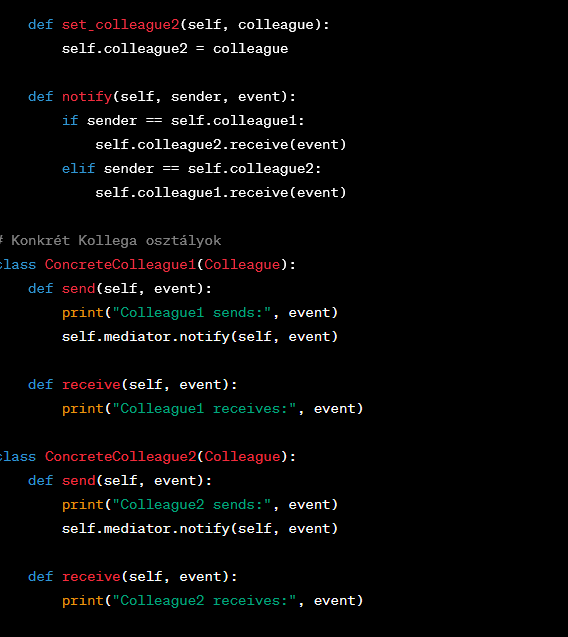 def set_colleague2(self, colleague):
self.colleague2 = colleague
def notify(self, sender, event):
if sender == self.colleague1:
self.colleague2.receive(event)
elif sender == self.colleague2:
self.colleague1.receive(event)
# Konkrét Kollega osztályok
class ConcreteColleague1(Colleague):
def send(self, event):
print("Colleague1 sends:", event)
self.mediator.notify(self, event)
def receive(self, event):
print("Colleague1 receives:", event)
class ConcreteColleague2(Colleague):
def send(self, event):
print("Colleague2 sends:", event)
self.mediator.notify(self, event)
def receive(self, event):
print("Colleague2 receives:", event)